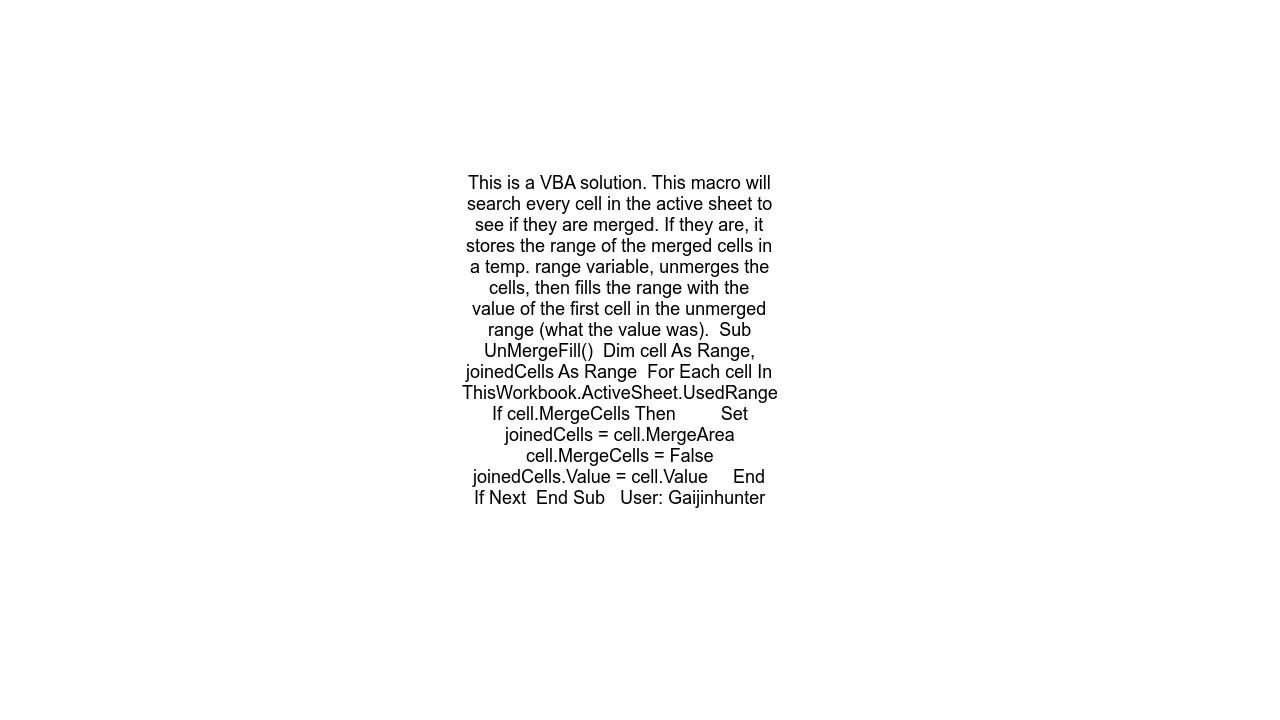 This is a VBA solution. This macro will
search every cell in the active sheet to
see if they are merged. If they are, it
stores the range of the merged cells in
a temp. range variable, unmerges the
cells, then fills the range with the
value of the first cell in the unmerged
range (what the value was).  Sub
UnMergeFill()  Dim cell As Range,
joinedCells As Range  For Each cell In
ThisWorkbook.ActiveSheet.UsedRange
If cell.MergeCells Then         Set
joinedCells = cell.MergeArea
cell.MergeCells = False
joinedCells.Value = cell.Value     End
If Next  End Sub   User: Gaijinhunter